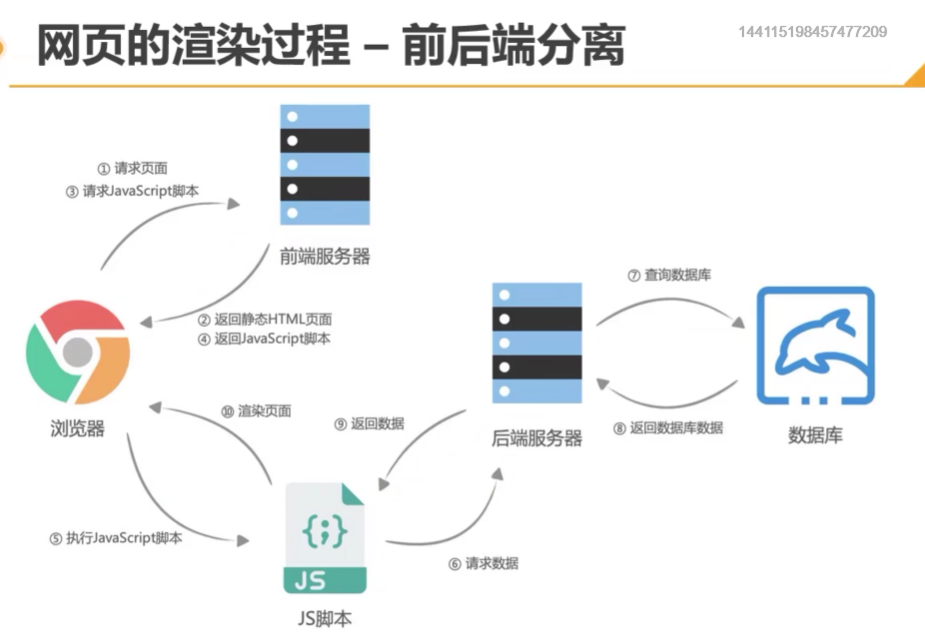 网页的渲染过程 – 前后端分离
144115198457477209
① 请求页面
③ 请求JavaScript脚本
前端服务器
② 返回静态HTML页面
④ 返回JavaScript脚本
⑦ 查询数据库
浏览器
⑩ 渲染页面
⑨ 返回数据
后端服务器
⑧ 返回数据库数据
数据库
⑤ 执行JavaScript脚本
{;}
JS
⑥ 请求数据
JS脚本